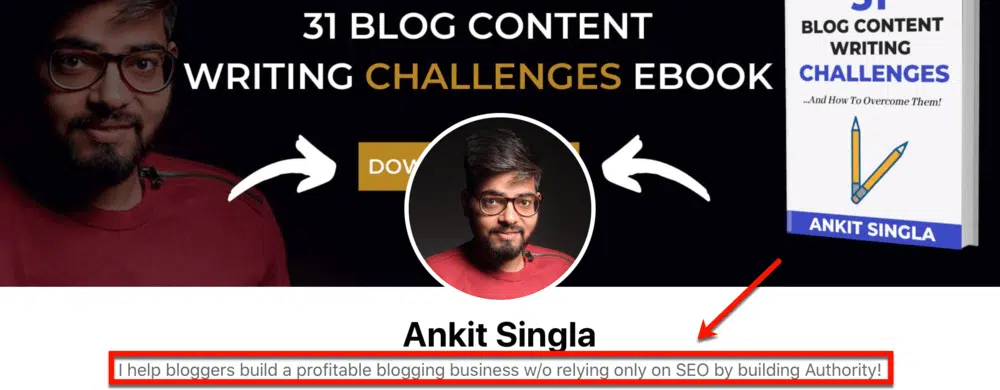 31 BLOG CONTENT
WRITING CHALLENGES EBOOK
31
BLOG CONTENT
WRITING
CHALLENGES
...And How To Overcome Them!
ANKIT SINGLA
Ankit Singla
I help bloggers build a profitable blogging business w/o relying only on SEO by building Authority!